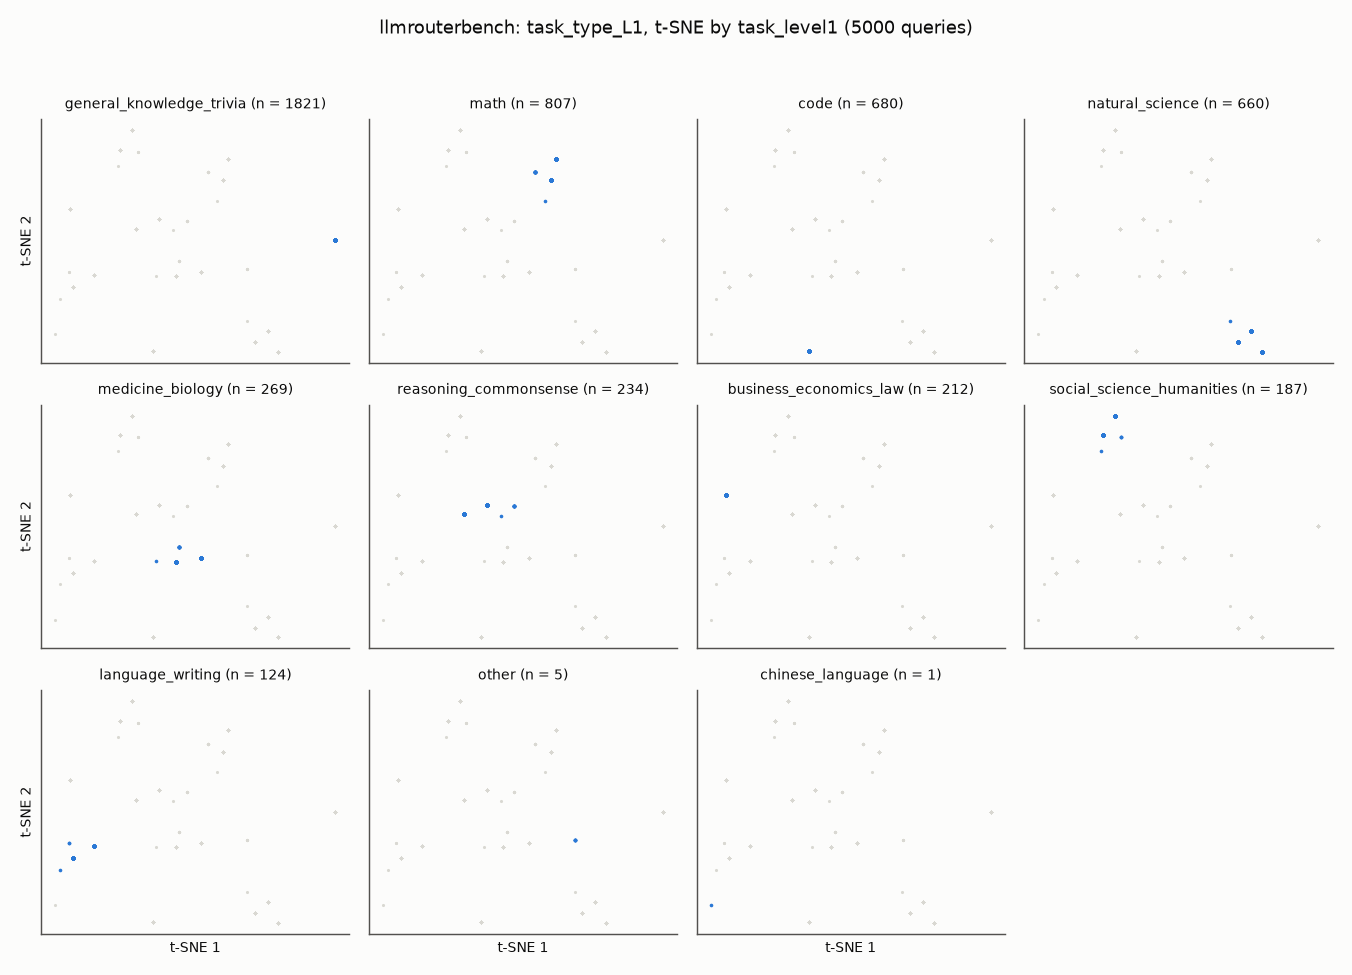 llmrouterbench: task_type_L1, t-SNE by task_level1 (5000 queries)
general_knowledge_trivia (n = 1821)
math (n = 807)
code (n = 680)
natural_science (n = 660)
t-SNE 2
medicine_biology (n = 269)
reasoning_commonsense (n = 234)
business_economics_law (n = 212)
social_science_humanities (n = 187)
t-SNE 2
language_writing (n = 124)
other (n = 5)
chinese_language (n = 1)
t-SNE 2
t-SNE 1
t-SNE 1
t-SNE 1